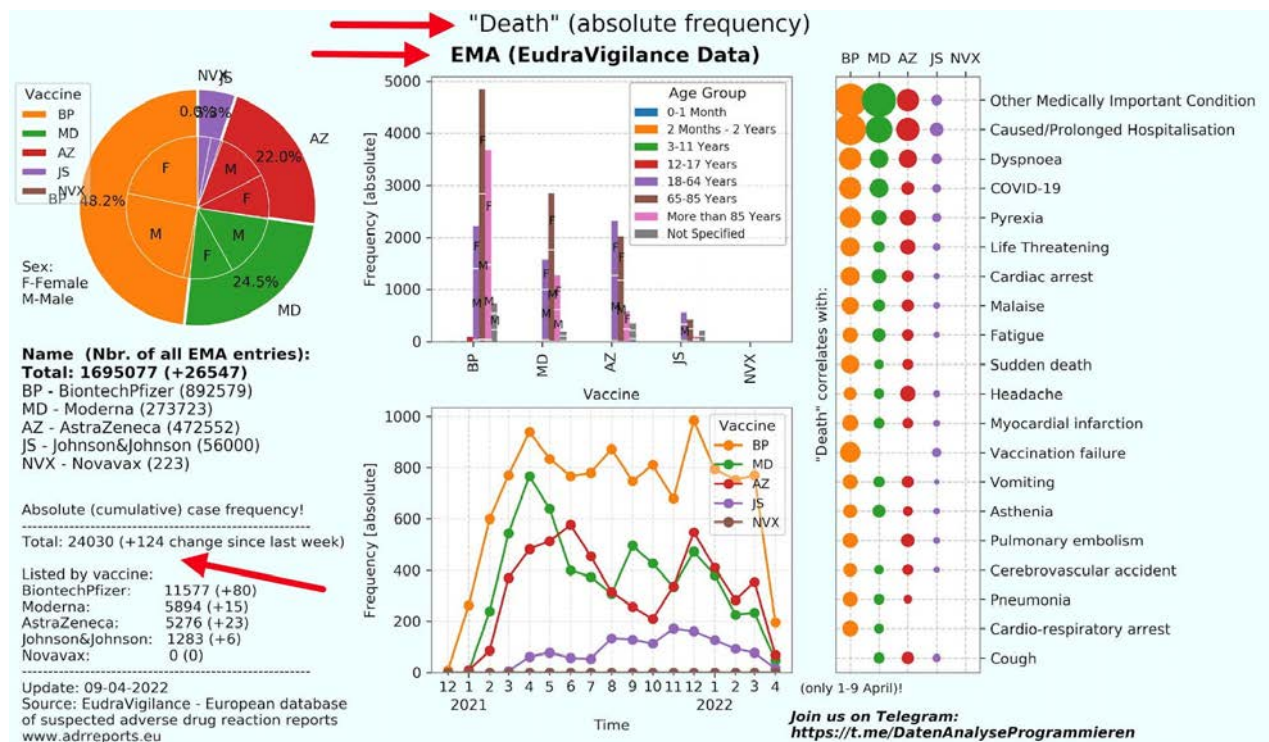 "Death" (absolute frequency)
EMA (EudraVigilance Data)
Vaccine
BP
MD
AZ
JS
NVX
NVX
JS
0.0%
5.3%
AZ
22.0%
M
F
F
M
M
F
BP
48.2%
24.5%
MD
Sex:
F-Female
M-Male
Name (Nbr. of all EMA entries):
Total: 1695077 (+26547)
BP - BiontechPfizer (892579)
MD - Moderna (273723)
AZ - AstraZeneca (472552)
JS - Johnson&Johnson (56000)
NVX - Novavax (223)
Absolute (cumulative) case frequency!
------------------------------------------------
Total: 24030 (+124 change since last week)
Listed by vaccine:
BiontechPfizer: 11577 (+80)
Moderna: 5894 (+15)
AstraZeneca: 5276 (+23)
Johnson&Johnson: 1283 (+6)
Novavax: 0 (0)
------------------------------------------------
Update: 09-04-2022
Source: EudraVigilance - European database
of suspected adverse drug reaction reports
www.adrreports.eu
Frequency [absolute]
5000
4000
3000
2000
1000
0
Age Group
0-1 Month
2 Months - 2 Years
3-11 Years
12-17 Years
18-64 Years
65-85 Years
More than 85 Years
Not Specified
BP
MD
AZ
JS
NVX
Vaccine
Frequency [absolute]
1000
800
600
400
200
0
Vaccine
BP
MD
AZ
JS
NVX
12 1 2 3 4 5 6 7 8 9 10 11 12 1 2 3 4
2021 2022
Time
(only 1-9 April)!
BP MD AZ JS NVX
"Death" correlates with:
Other Medically Important Condition
Caused/Prolonged Hospitalisation
Dyspnoea
COVID-19
Pyrexia
Life Threatening
Cardiac arrest
Malaise
Fatigue
Sudden death
Headache
Myocardial infarction
Vaccination failure
Vomiting
Asthenia
Pulmonary embolism
Cerebrovascular accident
Pneumonia
Cardio-respiratory arrest
Cough
Join us on Telegram:
https://t.me/DatenAnalyseProgrammieren